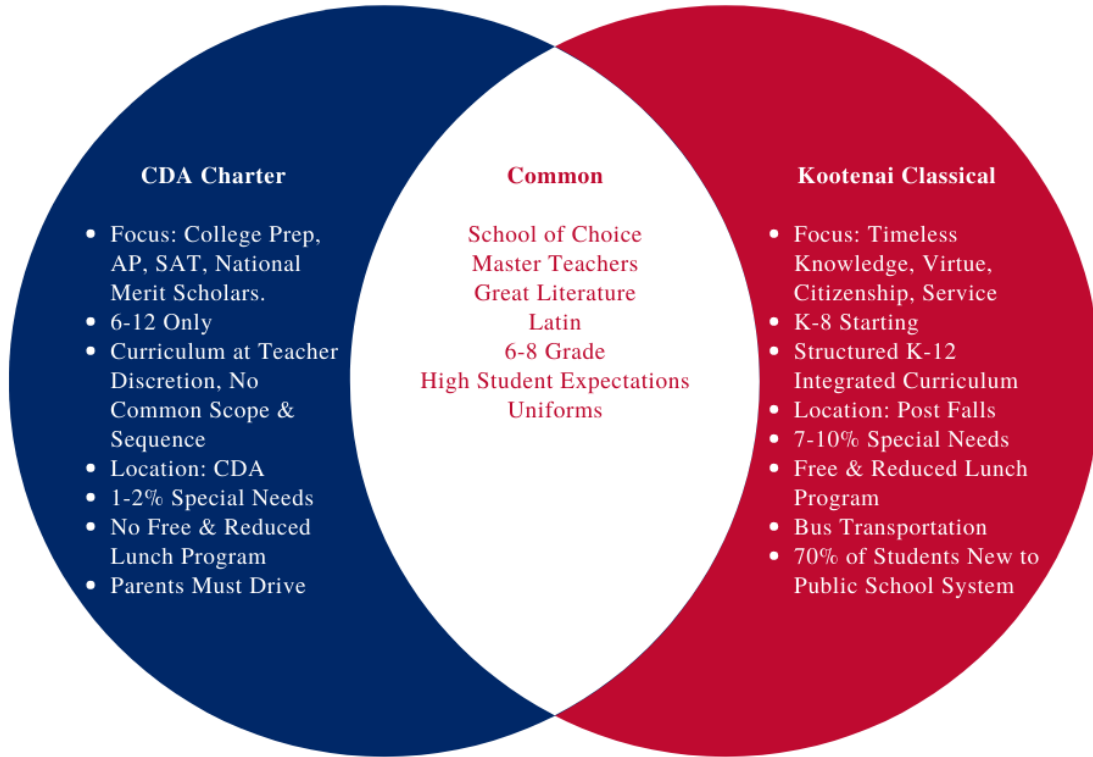 CDA Charter
• Focus: College Prep,
AP, SAT, National
Merit Scholars.
• 6-12 Only
• Curriculum at Teacher
Discretion, No
Common Scope &
Sequence
• Location: CDA
• 1-2% Special Needs
• No Free & Reduced
Lunch Program
• Parents Must Drive
Common
School of Choice
Master Teachers
Great Literature
Latin
6-8 Grade
High Student Expectations
Uniforms
Kootenai Classical
• Focus: Timeless
Knowledge, Virtue,
Citizenship, Service
• K-8 Starting
• Structured K-12
Integrated Curriculum
• Location: Post Falls
• 7-10% Special Needs
• Free & Reduced Lunch
Program
• Bus Transportation
• 70% of Students New to
Public School System